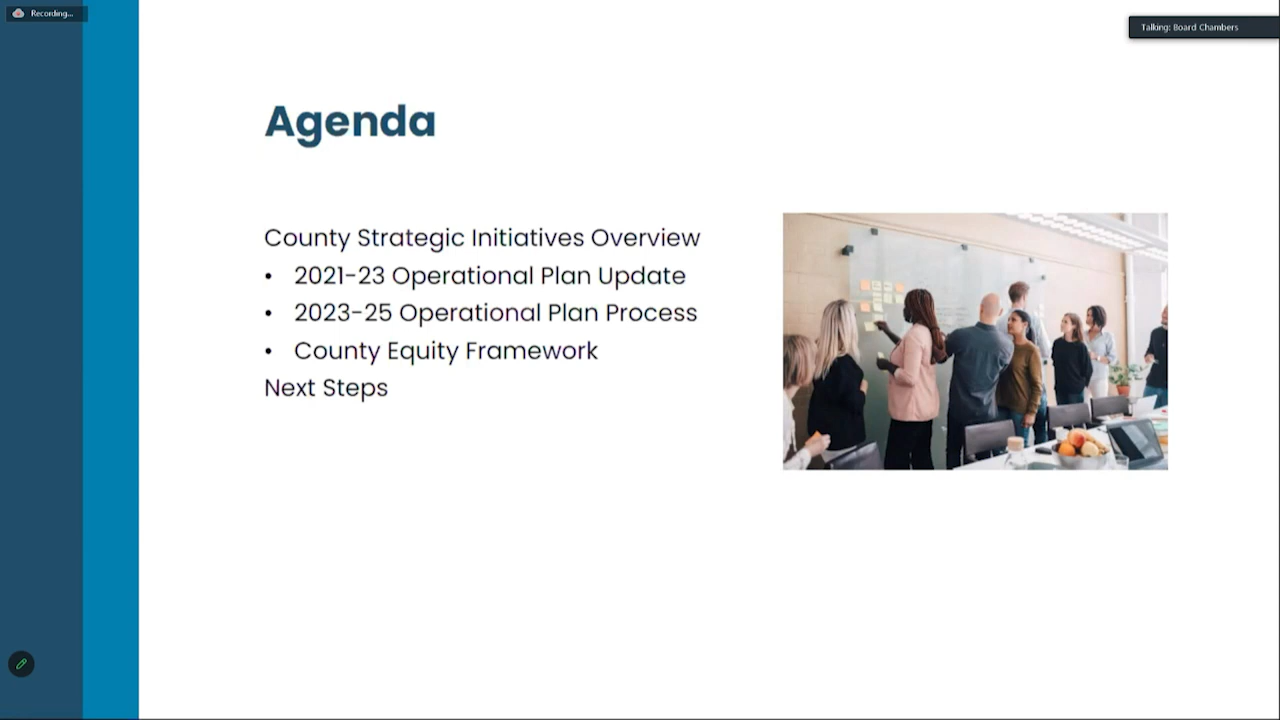 Recording...
Talking: Board Chambers
Agenda
County Strategic Initiatives Overview
• 2021-23 Operational Plan Update
• 2023-25 Operational Plan Process
• County Equity Framework
Next Steps